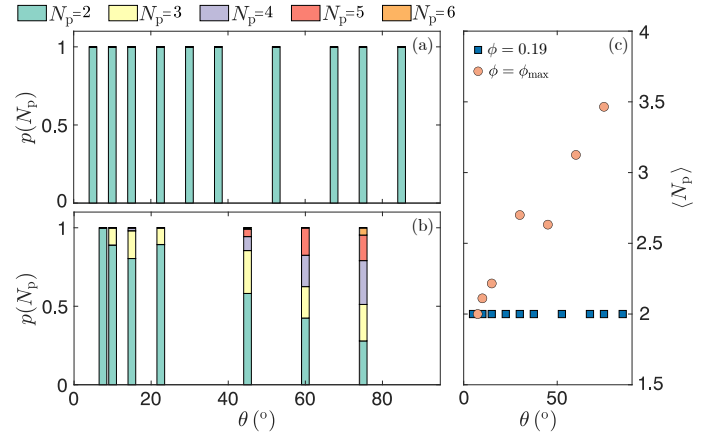 N_p=2 N_p=3 N_p=4 N_p=5 N_p=6
(a)
1
0.5
0
p(N_p)
(b)
1
0.5
0
p(N_p)
0 20 40 60 80
θ (°)
(c)
ϕ = 0.19
ϕ = ϕ_max
4
3.5
3
2.5
2
1.5
⟨N_p⟩
0 50
θ (°)